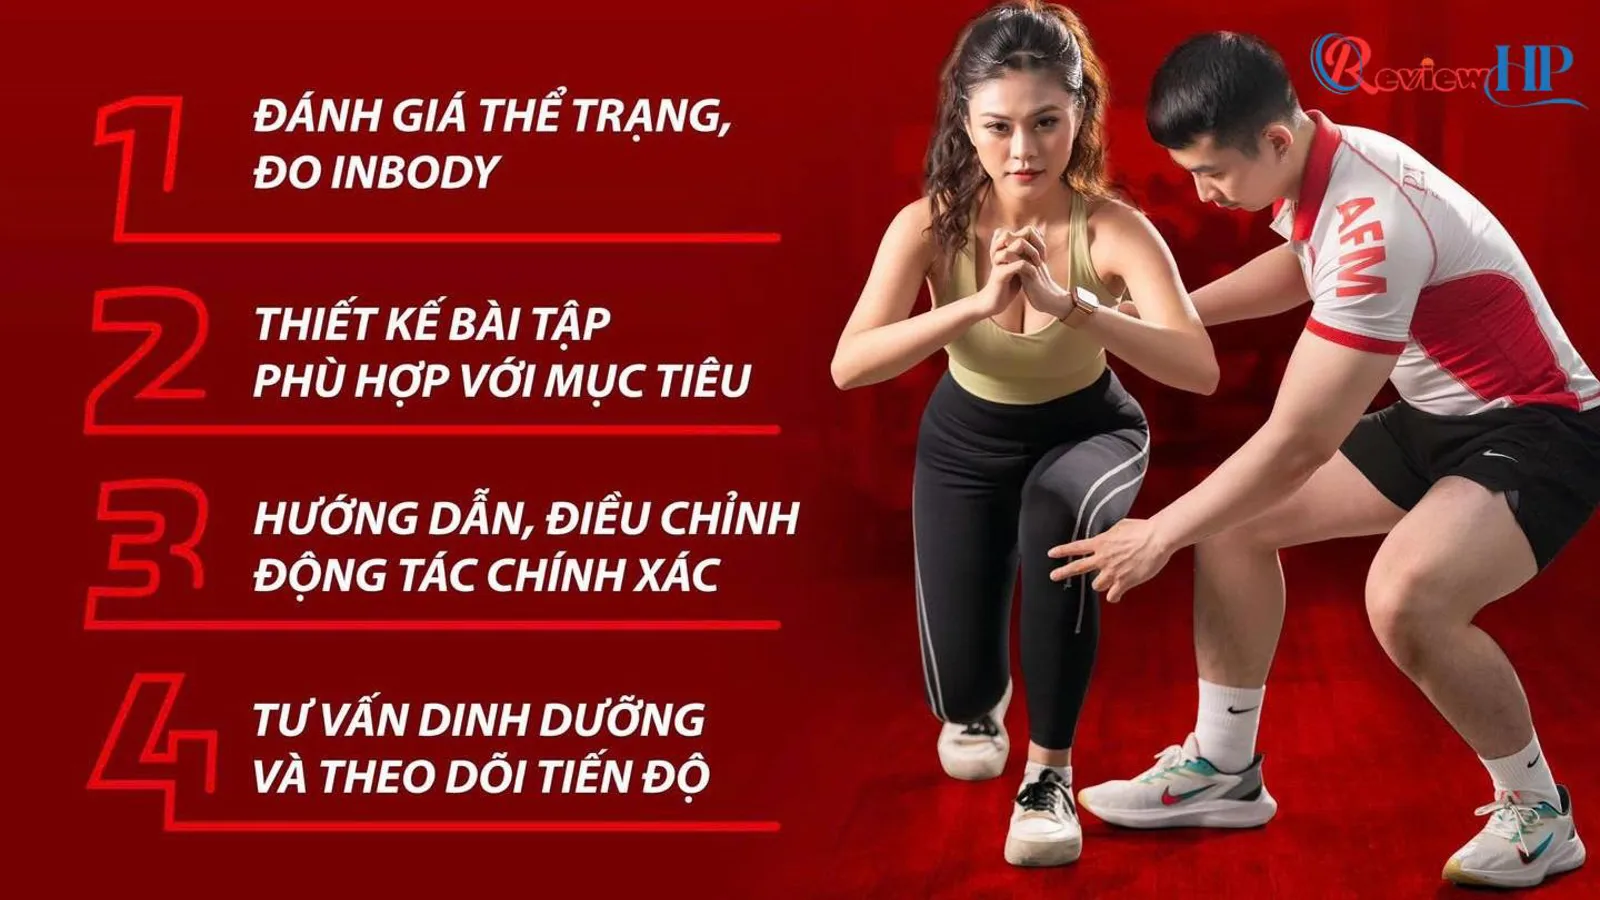 1
ĐÁNH GIÁ THỂ TRẠNG,
ĐO INBODY
2
THIẾT KẾ BÀI TẬP
PHÙ HỢP VỚI MỤC TIÊU
3
HƯỚNG DẪN, ĐIỀU CHỈNH
ĐỘNG TÁC CHÍNH XÁC
4
TƯ VẤN DINH DƯỠNG
VÀ THEO DÕI TIẾN ĐỘ
ReviewHP
AFM